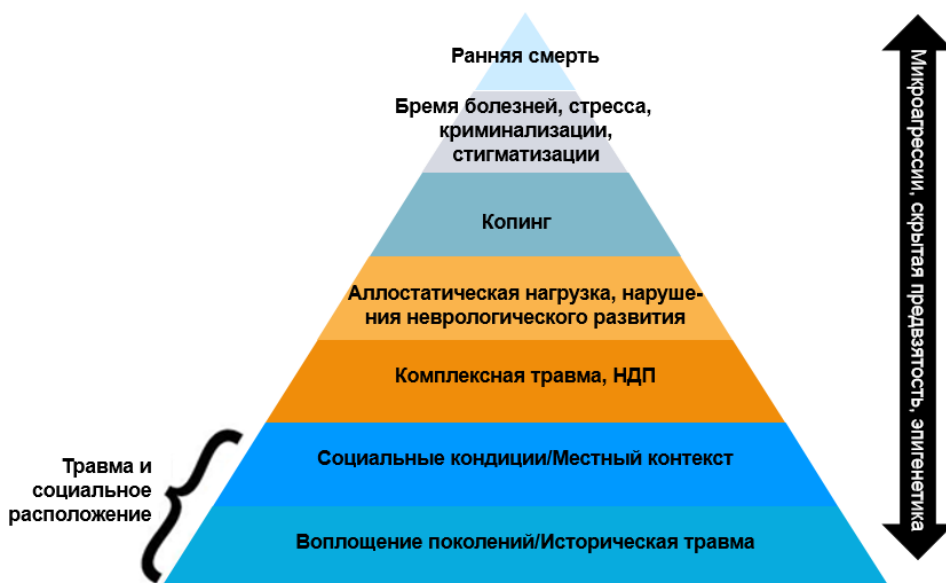 Ранняя смерть
Бремя болезней, стресса,
криминализации,
стигматизации
Копинг
Аллостатическая нагрузка, наруше-
ния неврологического развития
Комплексная травма, НДП
Социальные кондиции/Местный контекст
Воплощение поколений/Историческая травма
Травма и
социальное
расположение
Микроагрессии, скрытая предвзятость, эпигенетика